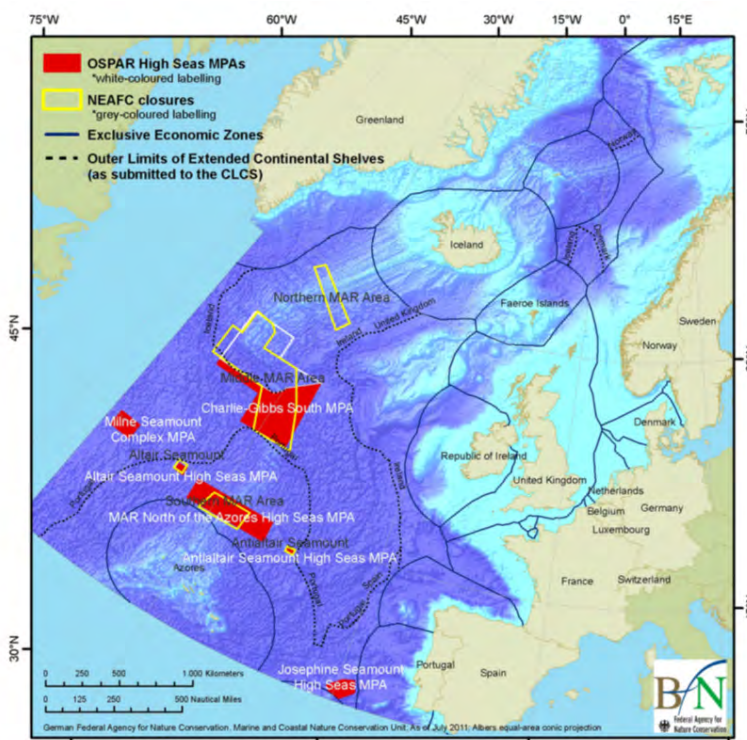 75°W
60°W
45°W
30°W
15°W
0°
15°E
OSPAR High Seas MPAs
*white-coloured labelling
NEAFC closures
*grey-coloured labelling
Exclusive Economic Zones
Outer Limits of Extended Continental Shelves
(as submitted to the CLCS)
Greenland
Norway
Iceland
Denmark
Northern MAR Area
Ireland
United Kingdom
Ireland
Faeroe Islands
Sweden
Norway
45°N
Middle MAR Area
Charlie-Gibbs South MPA
Milne Seamount
Complex MPA
Denmark
Altair Seamount
Altair Seamount High Seas MPA
Portugal
Ireland
Republic of Ireland
United Kingdom
Netherlands
Belgium
Germany
Luxembourg
Southern MAR Area
MAR North of the Azores High Seas MPA
Antialtair Seamount
Antialtair Seamount High Seas MPA
Azores
Portugal
Spain
Portugal
France
Switzerland
30°N
Portugal
Spain
Josephine Seamount
High Seas MPA
0 250 500 1.000 Kilometers
0 125 250 500 Nautical Miles
BfN
Federal Agency for
Nature Conservation
German Federal Agency for Nature Conservation, Marine and Coastal Nature Conservation Unit; As of July 2011; Albers equal-area conic projection